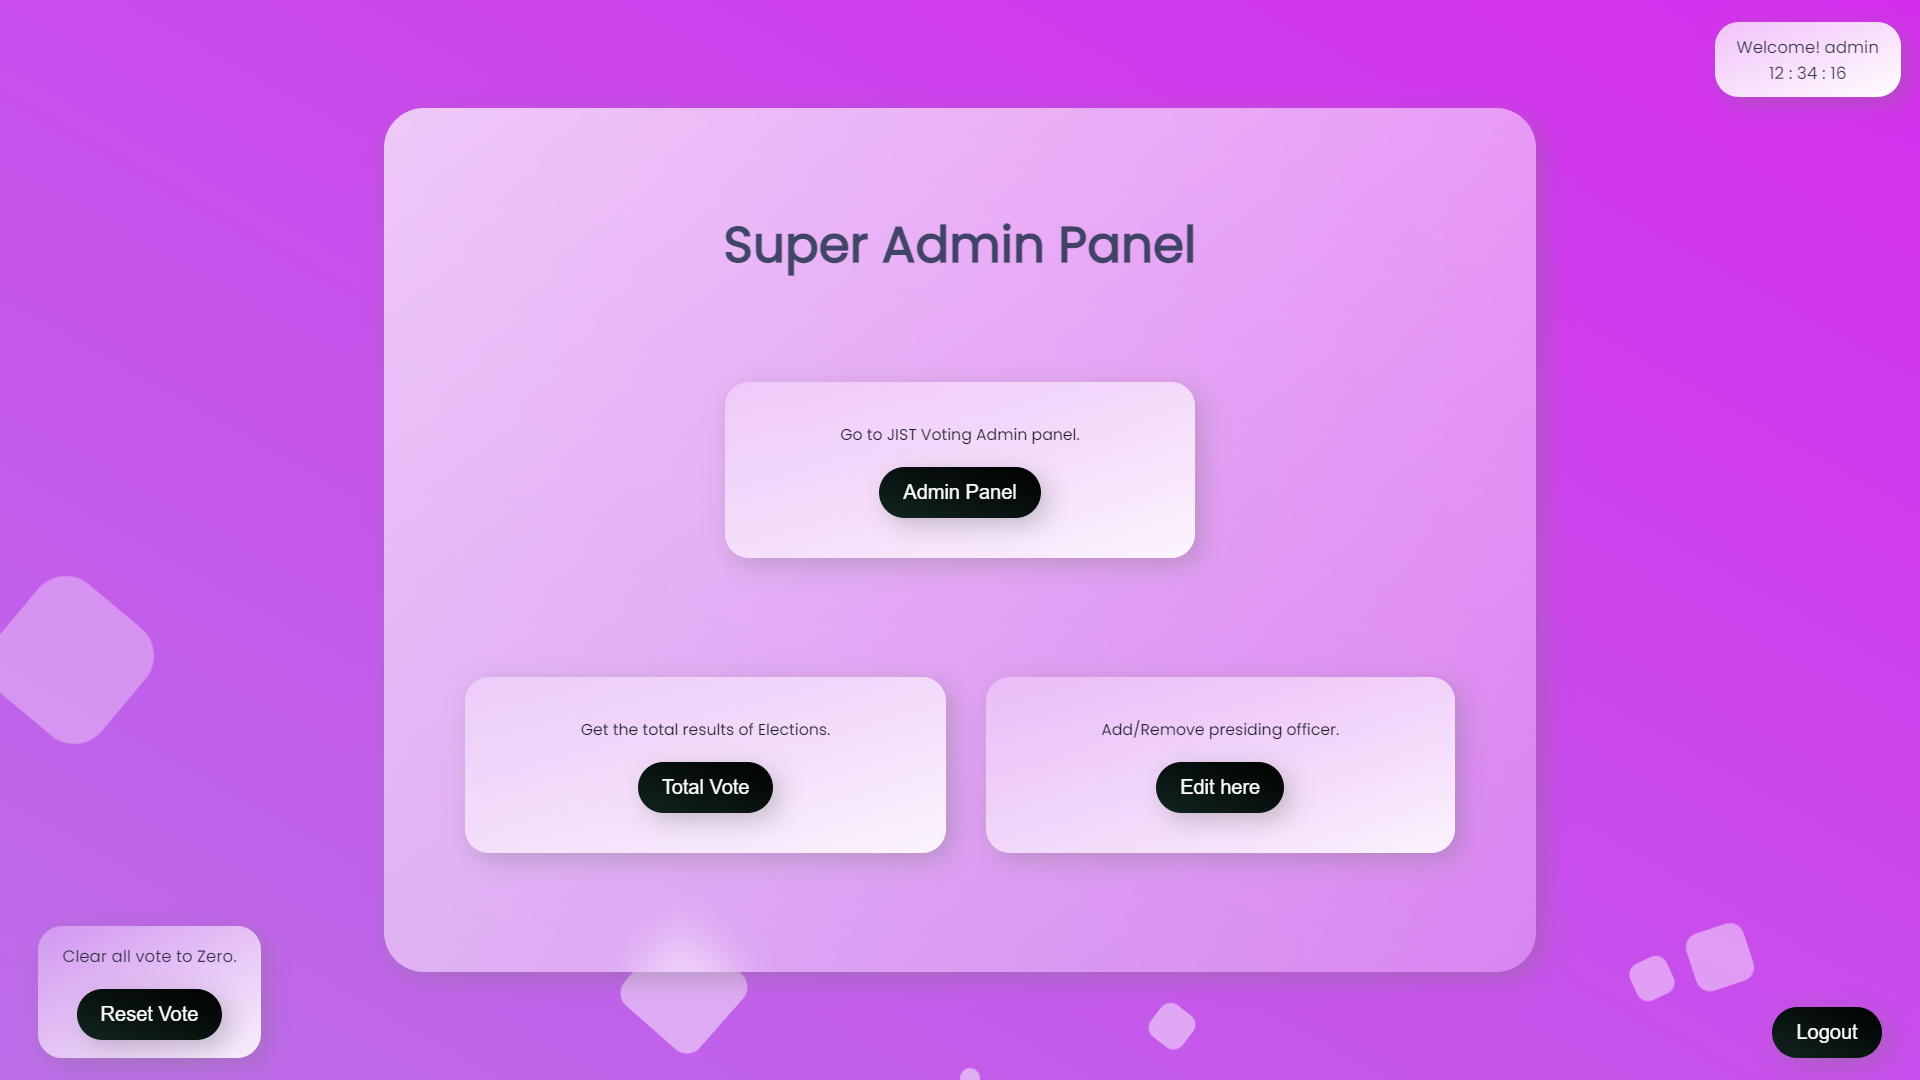 Welcome! admin
12 : 34 : 16
Super Admin Panel
Go to JIST Voting Admin panel.
Admin Panel
Get the total results of Elections.
Total Vote
Add/Remove presiding officer.
Edit here
Clear all vote to Zero.
Reset Vote
Logout